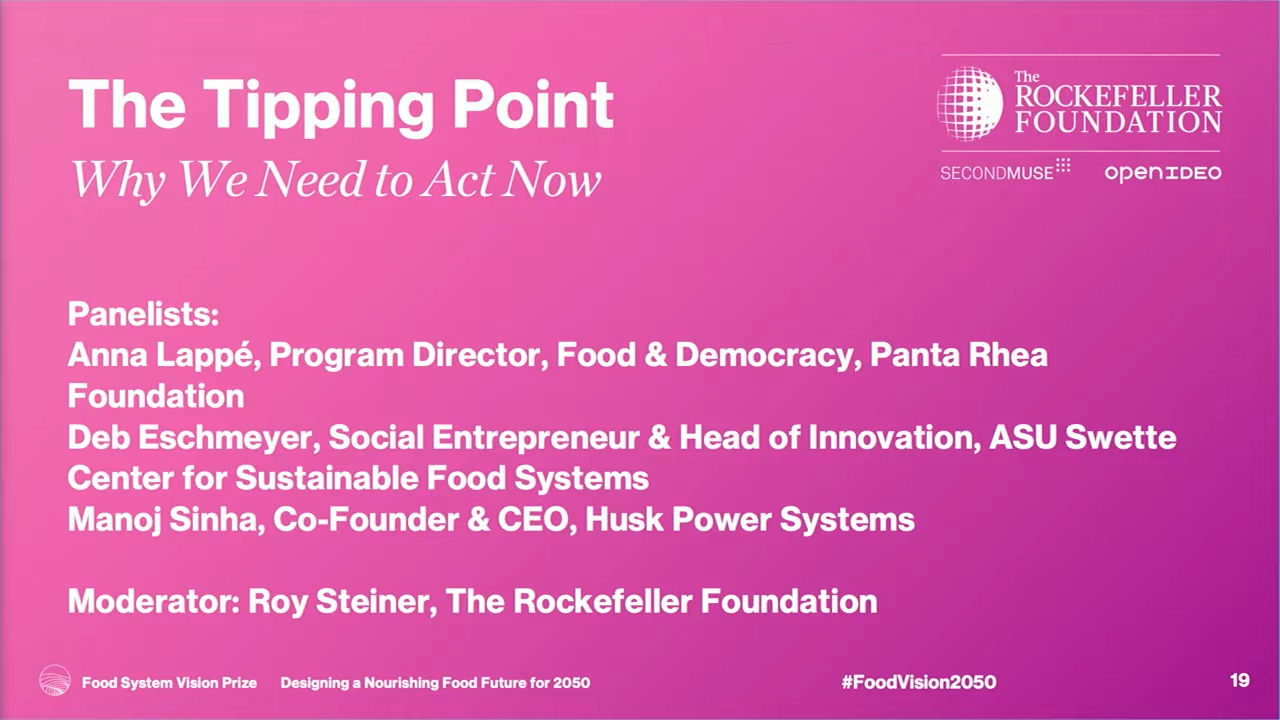 The Tipping Point
Why We Need to Act Now
The
ROCKEFELLER
FOUNDATION
SECONDMUSE
OPENIDEO
Panelists:
Anna Lappé, Program Director, Food & Democracy, Panta Rhea
Foundation
Deb Eschmeyer, Social Entrepreneur & Head of Innovation, ASU Swette
Center for Sustainable Food Systems
Manoj Sinha, Co-Founder & CEO, Husk Power Systems
Moderator: Roy Steiner, The Rockefeller Foundation
Food System Vision Prize
Designing a Nourishing Food Future for 2050
#FoodVision2050
19